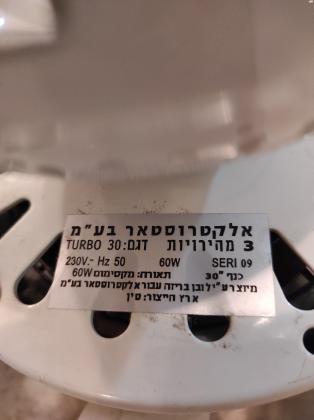 אלקטרוסטאר בע"מ
3 מהירויות דגם: TURBO 30
230V.~ Hz 50 60W SERI 09
כנף 30" תאורה: מקסימום 60W
מיוצר ע"י לובן בריזה עבור אלקטרוסטאר בע"מ
ארץ הייצור: סין